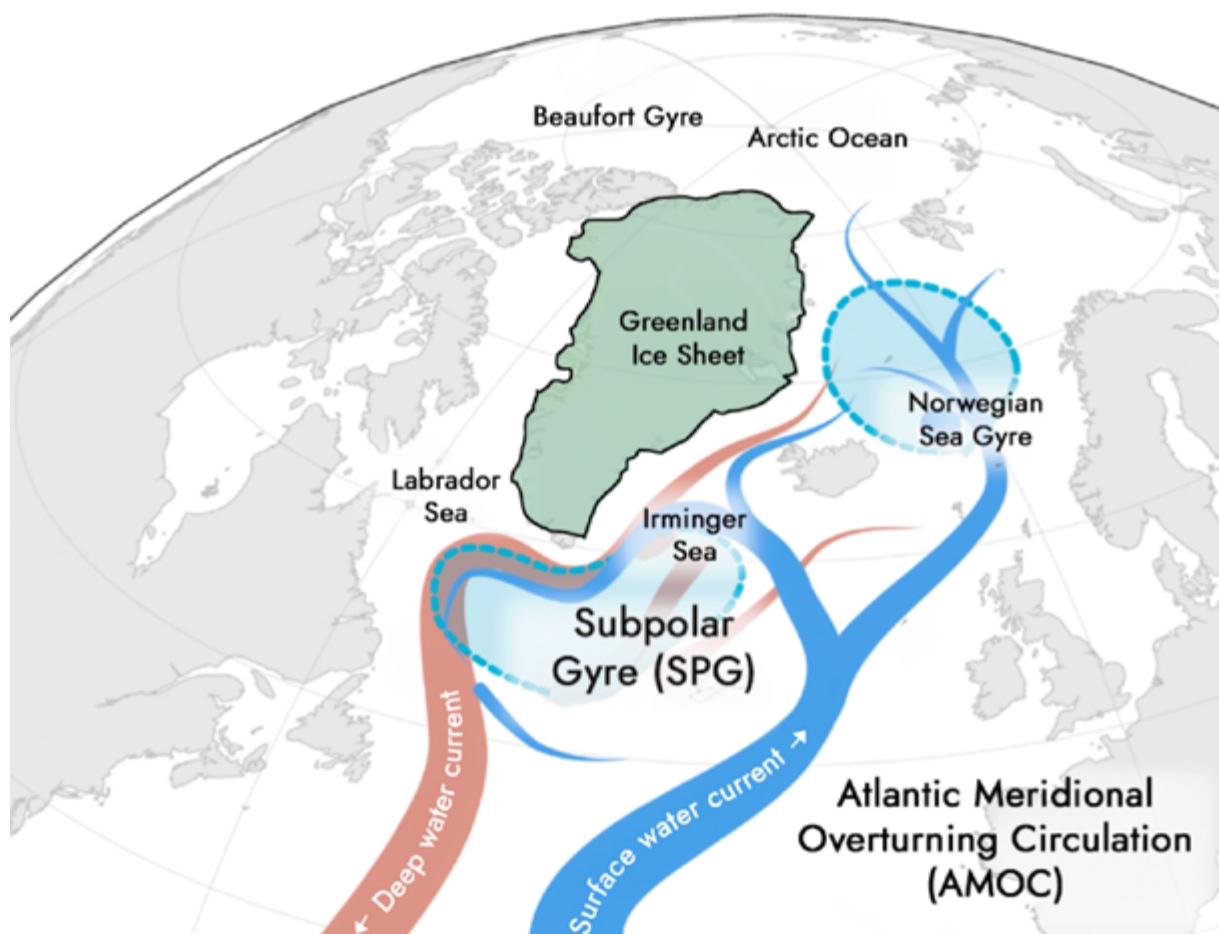 Beaufort Gyre
Arctic Ocean
Greenland
Ice Sheet
Norwegian
Sea Gyre
Labrador
Sea
Irminger
Sea
Subpolar
Gyre (SPG)
← Deep water current
Surface water current →
Atlantic Meridional
Overturning Circulation
(AMOC)